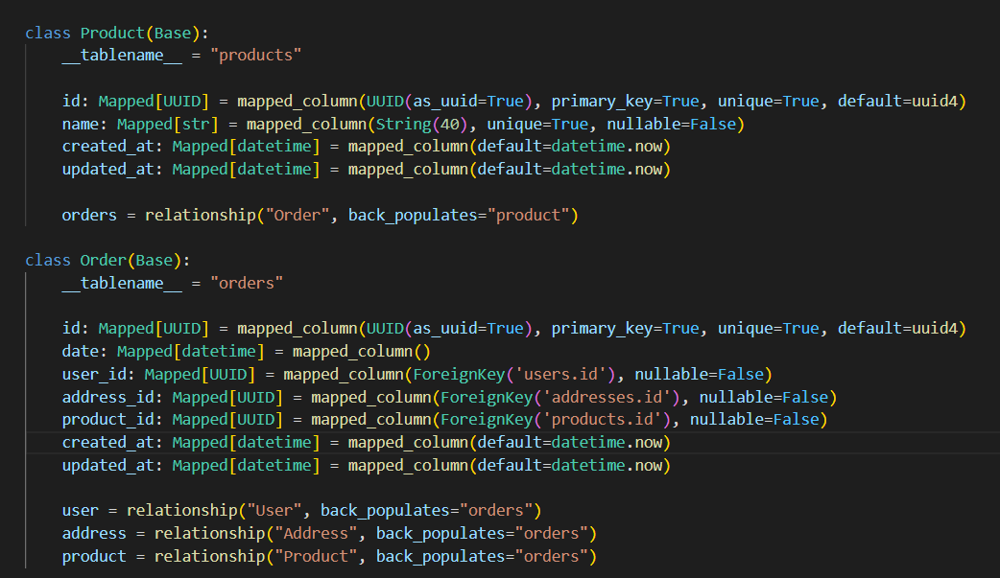 class Product(Base):
    __tablename__ = "products"
    id: Mapped[UUID] = mapped_column(UUID(as_uuid=True), primary_key=True, unique=True, default=uuid4)
    name: Mapped[str] = mapped_column(String(40), unique=True, nullable=False)
    created_at: Mapped[datetime] = mapped_column(default=datetime.now)
    updated_at: Mapped[datetime] = mapped_column(default=datetime.now)
    orders = relationship("Order", back_populates="product")
class Order(Base):
    __tablename__ = "orders"
    id: Mapped[UUID] = mapped_column(UUID(as_uuid=True), primary_key=True, unique=True, default=uuid4)
    date: Mapped[datetime] = mapped_column()
    user_id: Mapped[UUID] = mapped_column(ForeignKey('users.id'), nullable=False)
    address_id: Mapped[UUID] = mapped_column(ForeignKey('addresses.id'), nullable=False)
    product_id: Mapped[UUID] = mapped_column(ForeignKey('products.id'), nullable=False)
    created_at: Mapped[datetime] = mapped_column(default=datetime.now)
    updated_at: Mapped[datetime] = mapped_column(default=datetime.now)
    user = relationship("User", back_populates="orders")
    address = relationship("Address", back_populates="orders")
    product = relationship("Product", back_populates="orders")